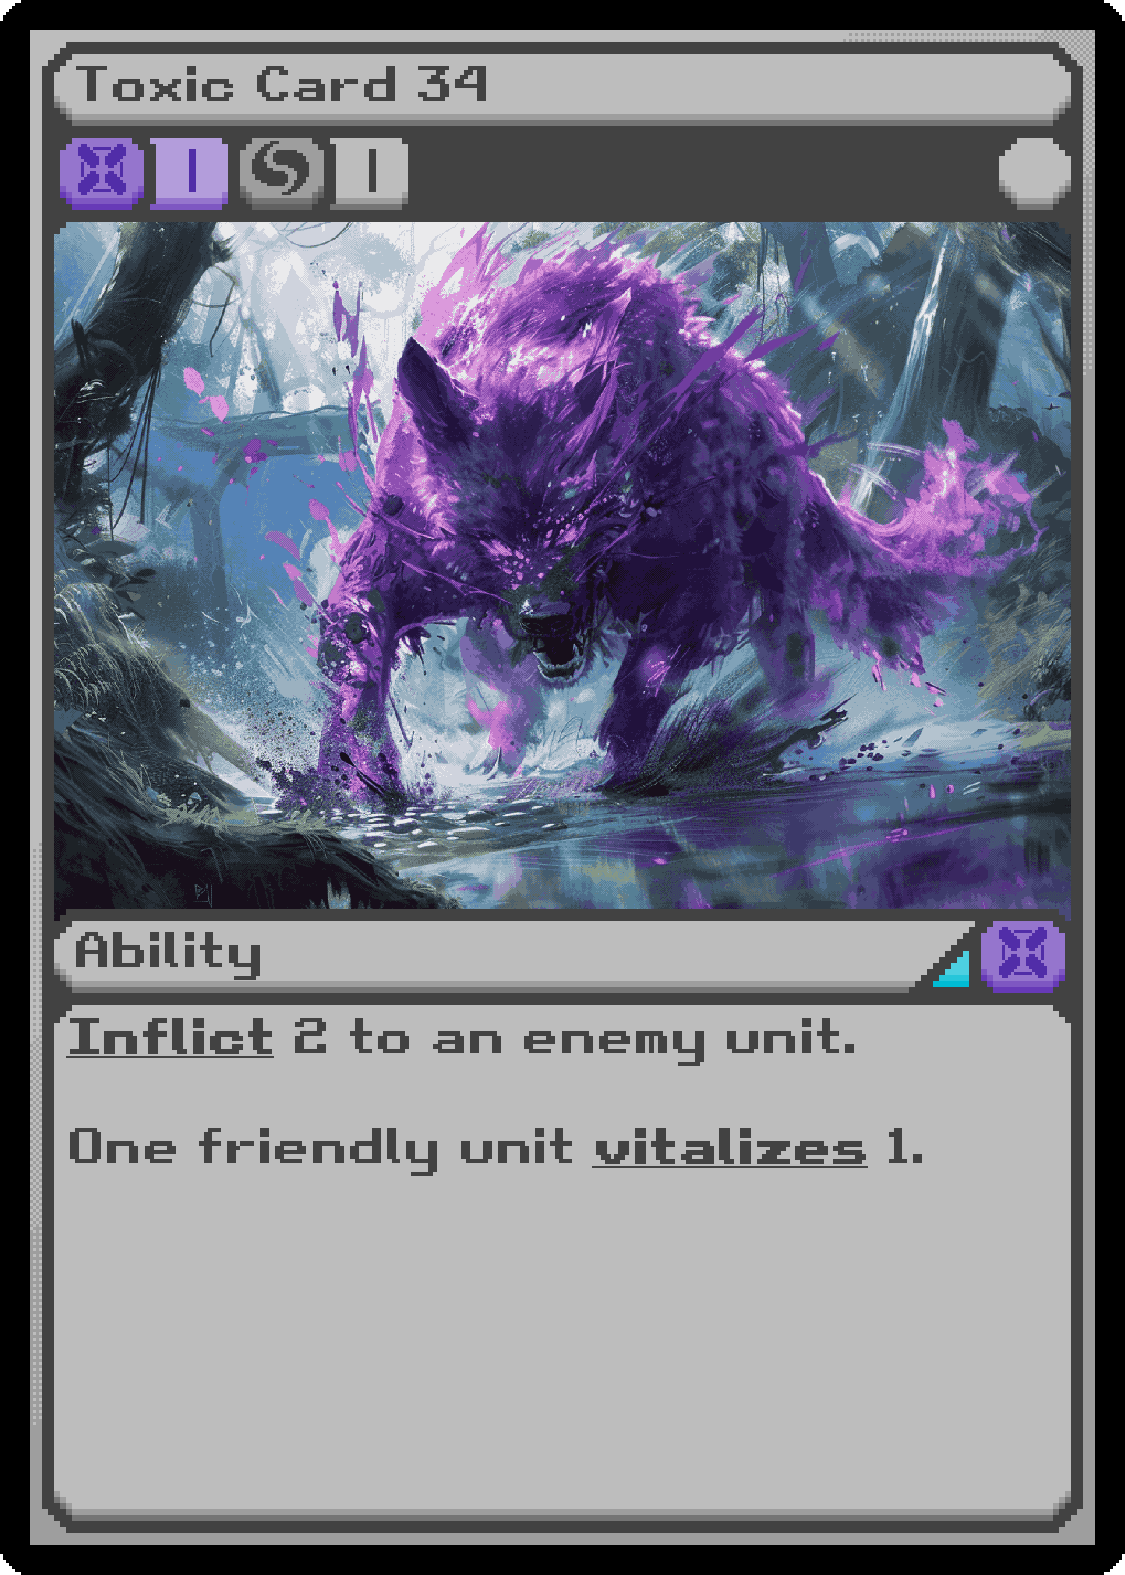 Toxic Card 34
1 1
Ability
Inflict 2 to an enemy unit.
One friendly unit vitalizes 1.